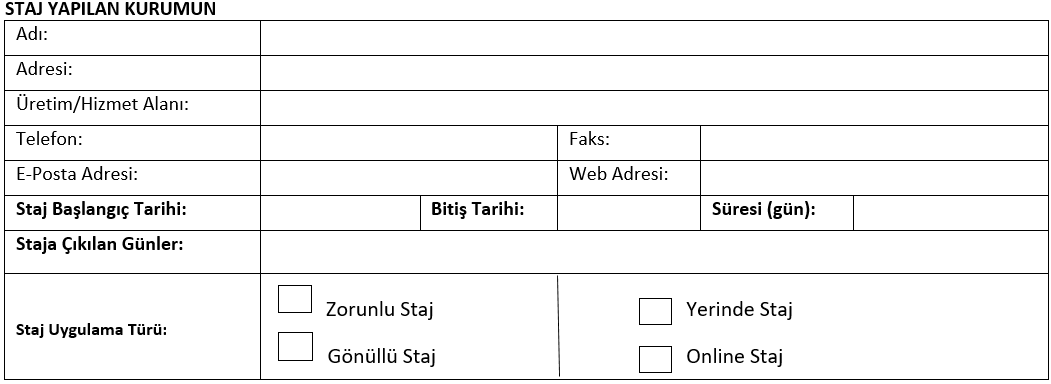 STAJ YAPILAN KURUMUN
Adı:
Adresi:
Üretim/Hizmet Alanı:
Telefon: Faks:
E-Posta Adresi: Web Adresi:
Staj Başlangıç Tarihi: Bitiş Tarihi: Süresi (gün):
Staja Çıkılan Günler:
Staj Uygulama Türü:
Zorunlu Staj Yerinde Staj
Gönüllü Staj Online Staj